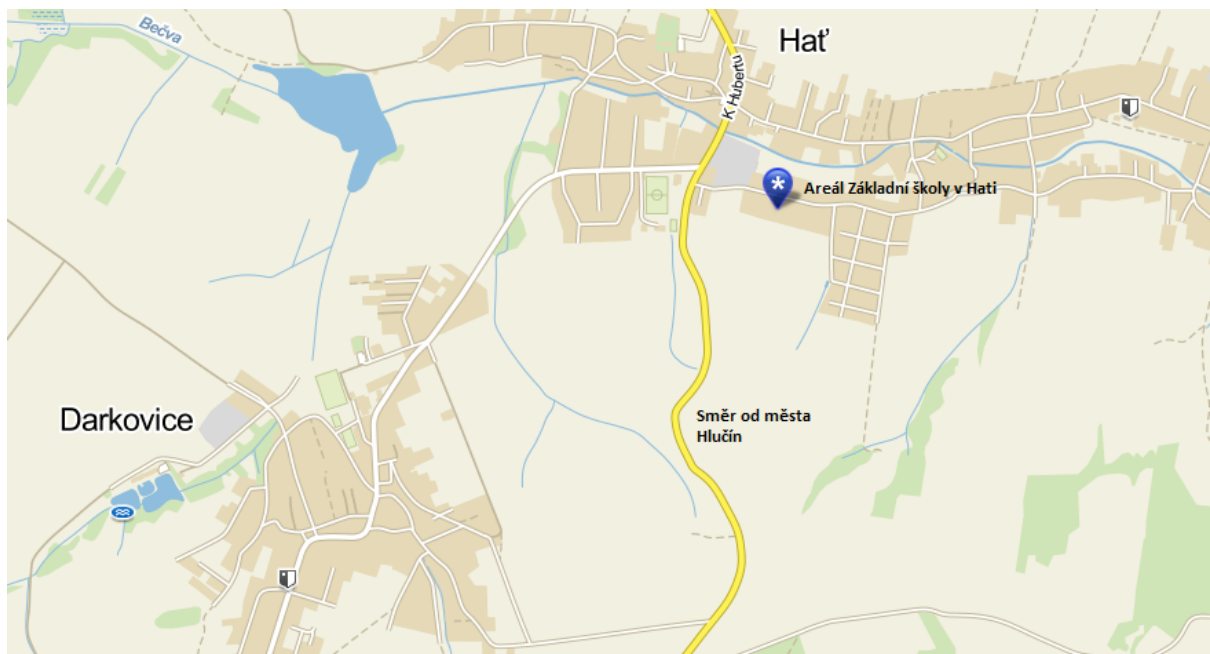 Bečva
Hať
K Hubertu
Areál Základní školy v Hati
Darkovice
Směr od města
Hlučín